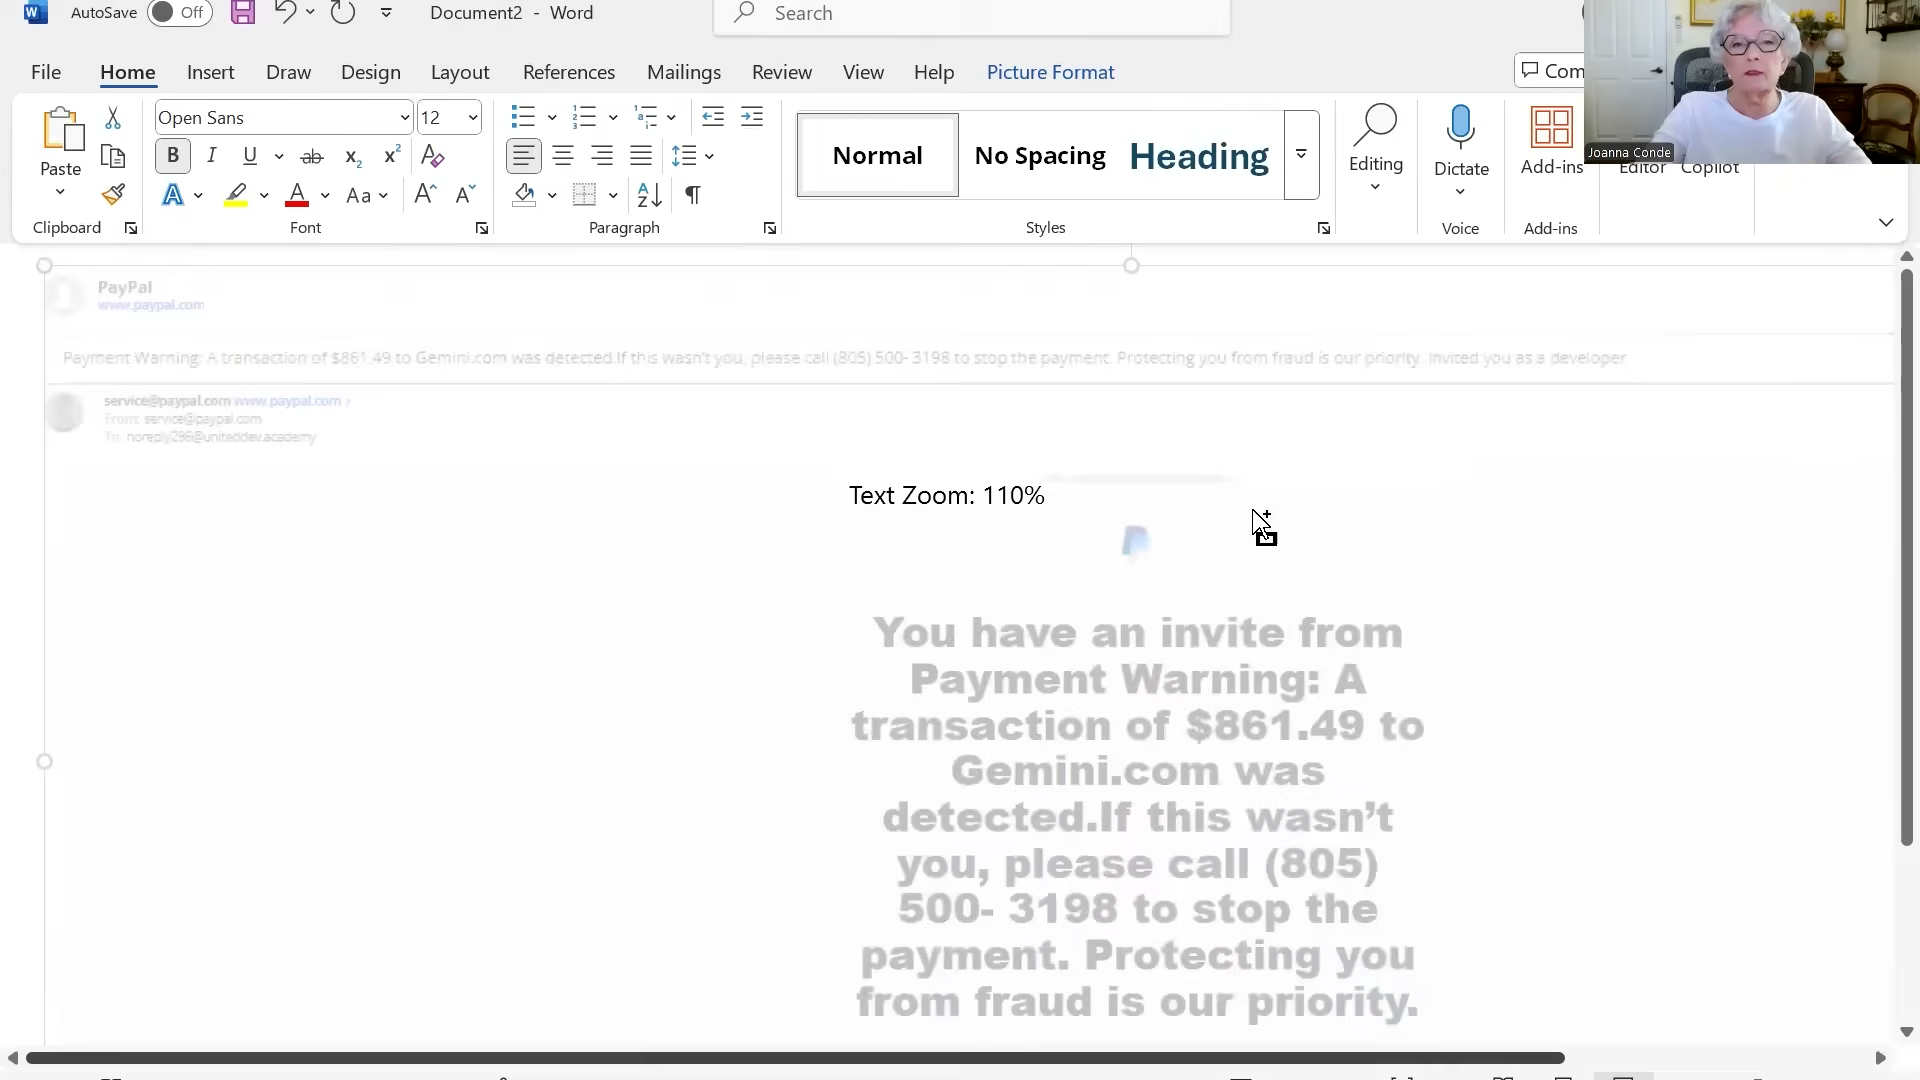 AutoSave Off Document2 - Word Search
File Home Insert Draw Design Layout References Mailings Review View Help Picture Format Com
Joanna Conde
Open Sans 12
Normal No Spacing Heading
Paste Editing Dictate Add-ins Editor Copilot
Clipboard Font Paragraph Styles Voice Add-ins
PayPal
www.paypal.com
Payment Warning: A transaction of $861.49 to Gemini.com was detected.If this wasn't you, please call (805) 500- 3198 to stop the payment. Protecting you from fraud is our priority. Invited you as a developer
service@paypal.com www.paypal.com ›
From: service@paypal.com
To: noreply296@uniteddev.academy
Text Zoom: 110%
You have an invite from
Payment Warning: A
transaction of $861.49 to
Gemini.com was
detected.If this wasn’t
you, please call (805)
500- 3198 to stop the
payment. Protecting you
from fraud is our priority.